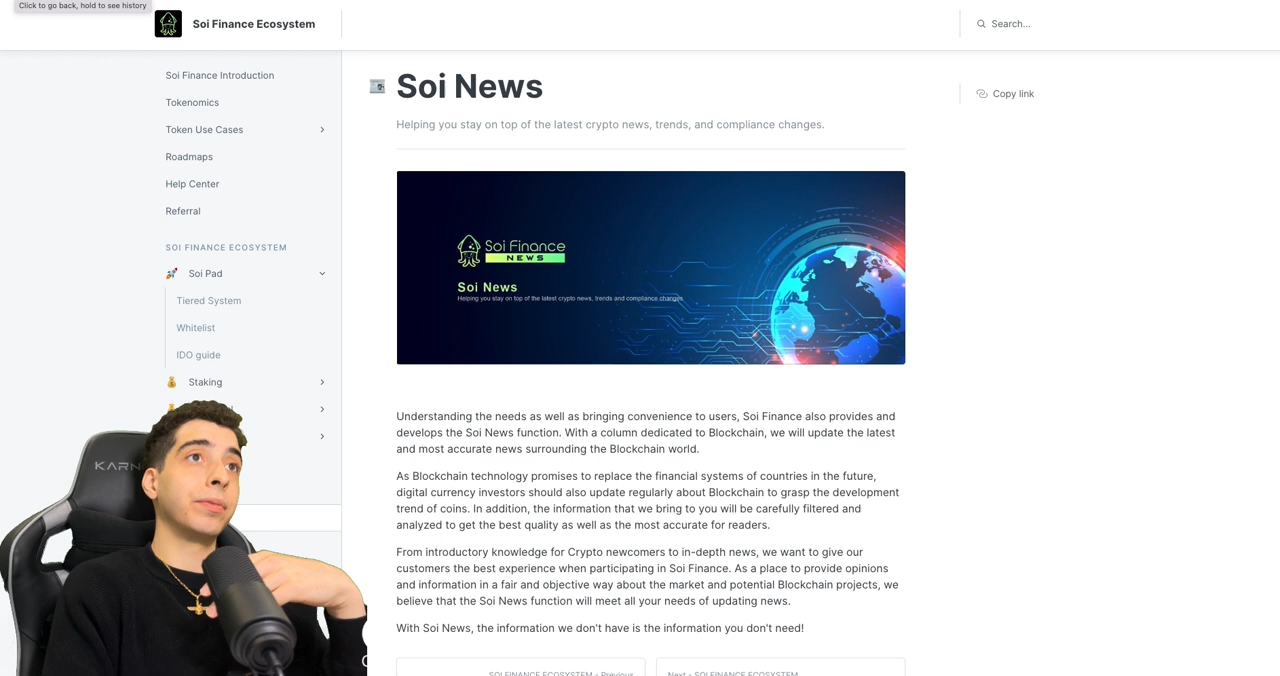 Click to go back, hold to see history
Soi Finance Ecosystem
Search...
Soi Finance Introduction
Tokenomics
Token Use Cases
Roadmaps
Help Center
Referral
SOI FINANCE ECOSYSTEM
Soi Pad
Tiered System
Whitelist
IDO guide
Staking
KARN
Soi News
Copy link
Helping you stay on top of the latest crypto news, trends, and compliance changes.
Soi Finance
NEWS
Soi News
Helping you stay on top of the latest crypto news, trends and compliance changes
Understanding the needs as well as bringing convenience to users, Soi Finance also provides and
develops the Soi News function. With a column dedicated to Blockchain, we will update the latest
and most accurate news surrounding the Blockchain world.
As Blockchain technology promises to replace the financial systems of countries in the future,
digital currency investors should also update regularly about Blockchain to grasp the development
trend of coins. In addition, the information that we bring to you will be carefully filtered and
analyzed to get the best quality as well as the most accurate for readers.
From introductory knowledge for Crypto newcomers to in-depth news, we want to give our
customers the best experience when participating in Soi Finance. As a place to provide opinions
and information in a fair and objective way about the market and potential Blockchain projects, we
believe that the Soi News function will meet all your needs of updating news.
With Soi News, the information we don't have is the information you don't need!
SOLFINANCE ECOSYSTEM - Previous
Next - SOLFINANCE ECOSYSTEM